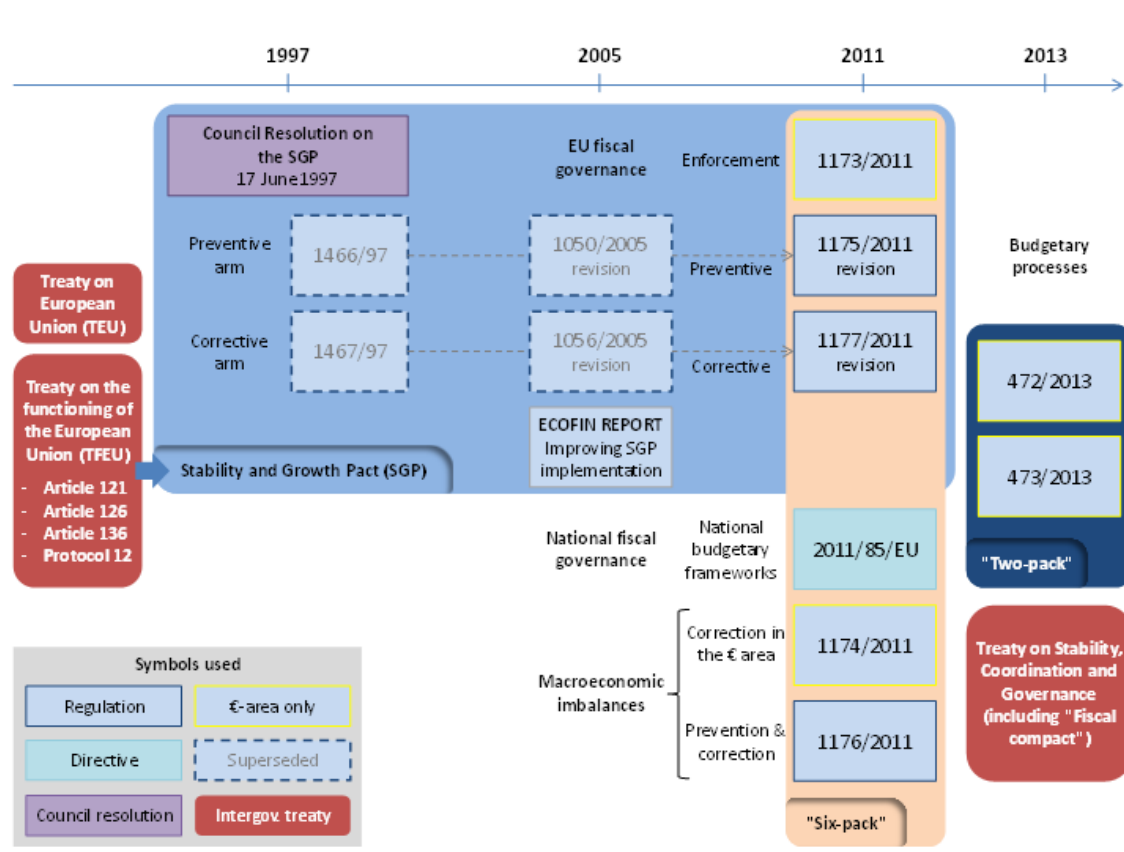 1997
2005
2011
2013
Council Resolution on
the SGP
17 June1997
EU fiscal
governance
Enforcement
1173/2011
Preventive
arm
1466/97
1050/2005
revision
Preventive
1175/2011
revision
Budgetary
processes
Treaty on
European
Union (TEU)
Corrective
arm
1467/97
1056/2005
revision
Corrective
1177/2011
revision
472/2013
Treaty on the
functioning of
the European
Union (TFEU)
- Article 121
- Article 126
- Article 136
- Protocol 12
ECOFIN REPORT
Improving SGP
implementation
Stability and Growth Pact (SGP)
473/2013
National fiscal
governance
National
budgetary
frameworks
2011/85/EU
"Two-pack"
Macroeconomic
imbalances
Correction in
the € area
1174/2011
Prevention &
correction
1176/2011
Treaty on Stability,
Coordination and
Governance
(including "Fiscal
compact" )
"Six-pack"
Symbols used
Regulation
€-area only
Directive
Superseded
Council resolution
Intergov. treaty